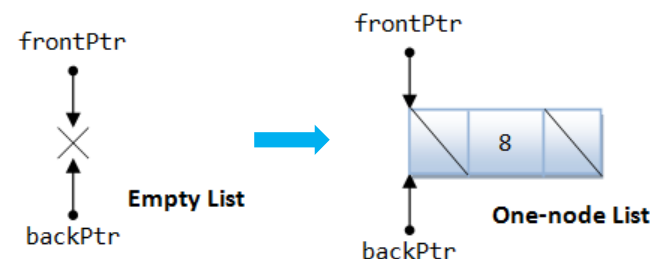 frontPtr
frontPtr
8
Empty List
One-node List
backPtr
backPtr